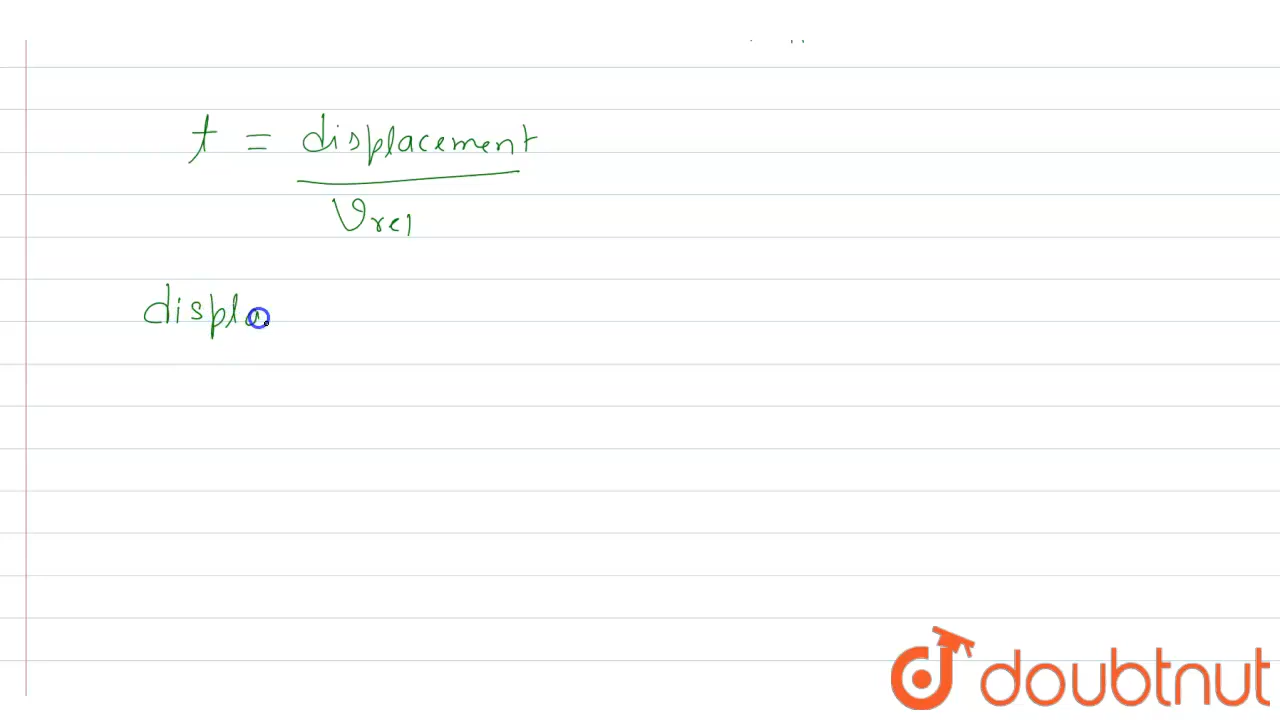 t = displacement
Vrel
displa
doubtnut